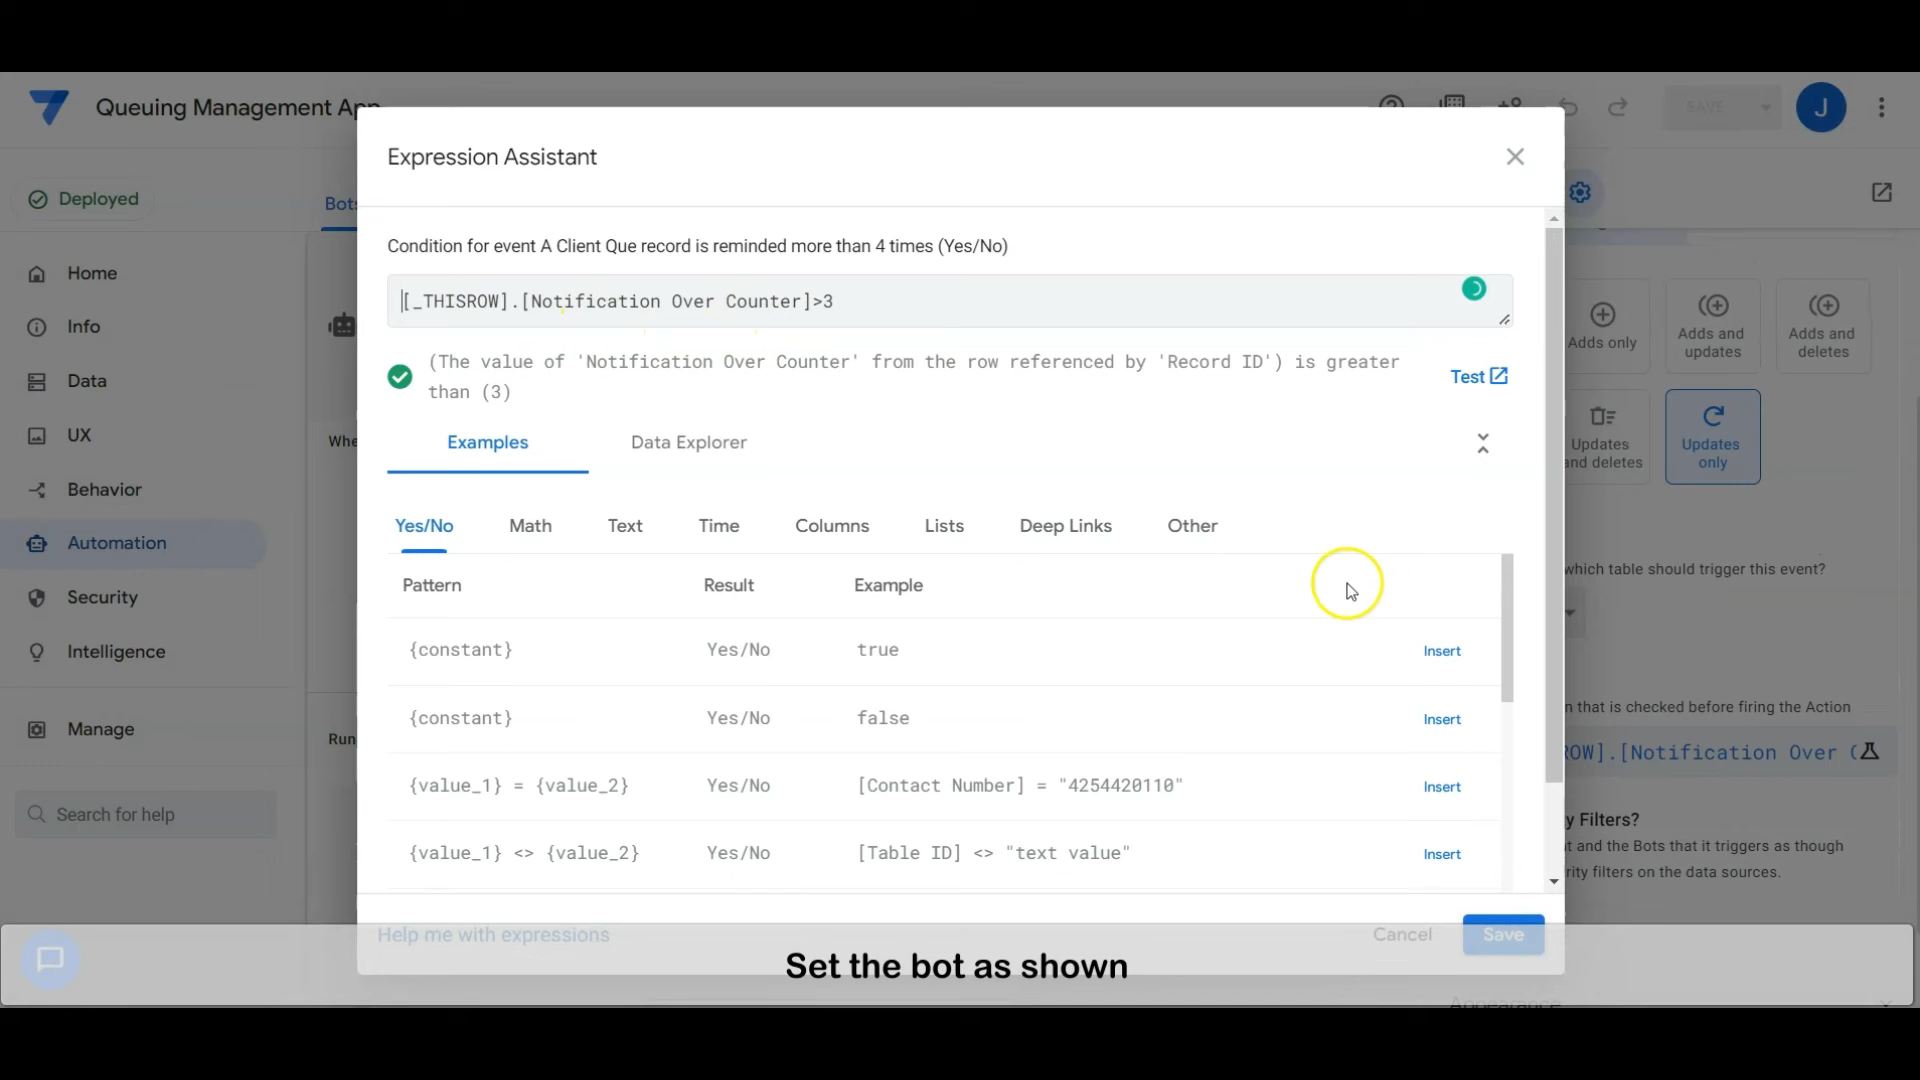 Queuing Management App
SAVE
J
Expression Assistant
Deployed
Bots
Condition for event A Client Que record is reminded more than 4 times (Yes/No)
[_THISROW].[Notification Over Counter]>3
(The value of 'Notification Over Counter' from the row referenced by 'Record ID') is greater
than (3)
Test
Examples
Data Explorer
Yes/No
Math
Text
Time
Columns
Lists
Deep Links
Other
Pattern
Result
Example
{constant}
Yes/No
true
Insert
{constant}
Yes/No
false
Insert
{value_1} = {value_2}
Yes/No
[Contact Number] = "4254420110"
Insert
{value_1} <> {value_2}
Yes/No
[Table ID] <> "text value"
Insert
Help me with expressions
Cancel
Save
Home
Info
Data
UX
Behavior
Automation
Security
Intelligence
Manage
Search for help
Whe
Run
Adds only
Adds and
updates
Adds and
deletes
Updates
and deletes
Updates
only
which table should trigger this event?
n that is checked before firing the Action
ROW].[Notification Over (
y Filters?
t and the Bots that it triggers as though
rity filters on the data sources.
Appearance
Set the bot as shown